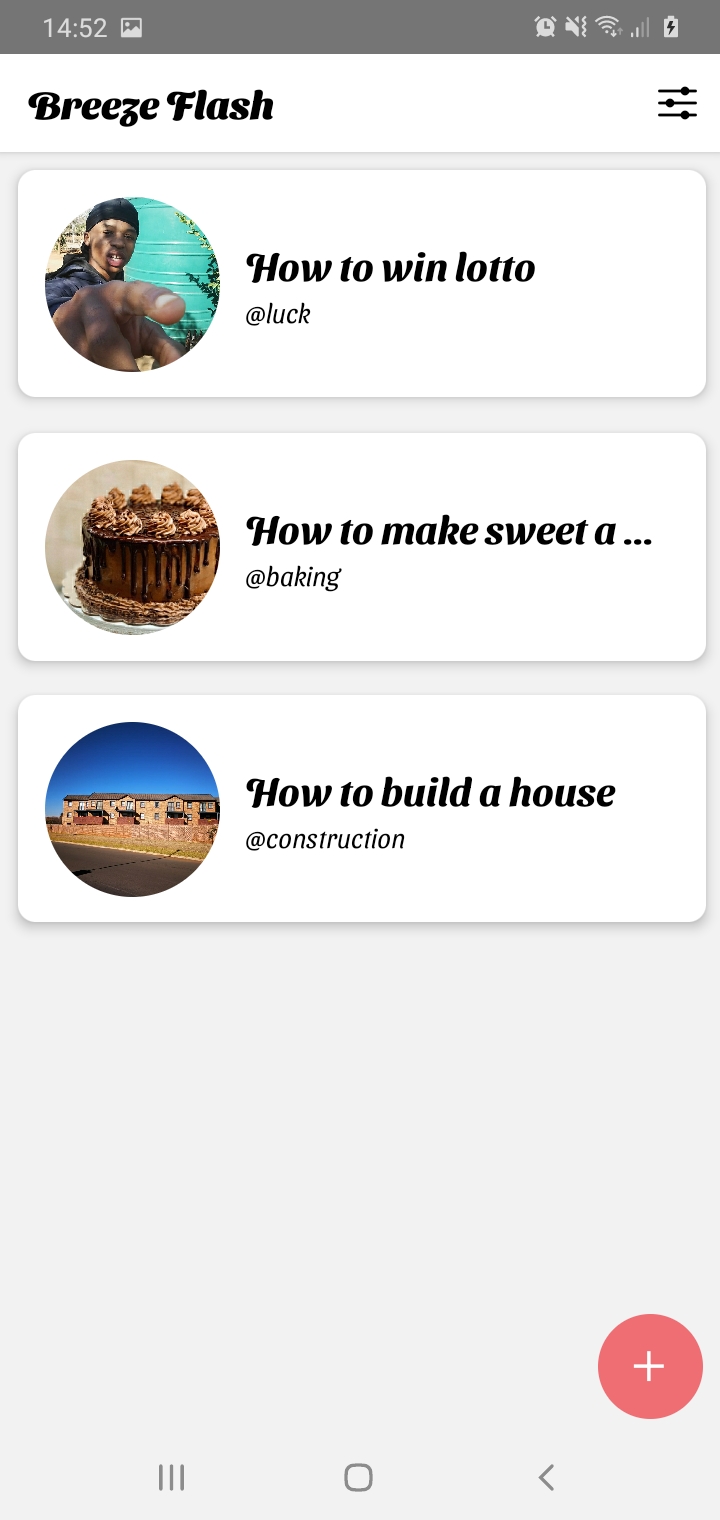 14:52
Breeze Flash
How to win lotto
@luck
How to make sweet a ...
@baking
How to build a house
@construction